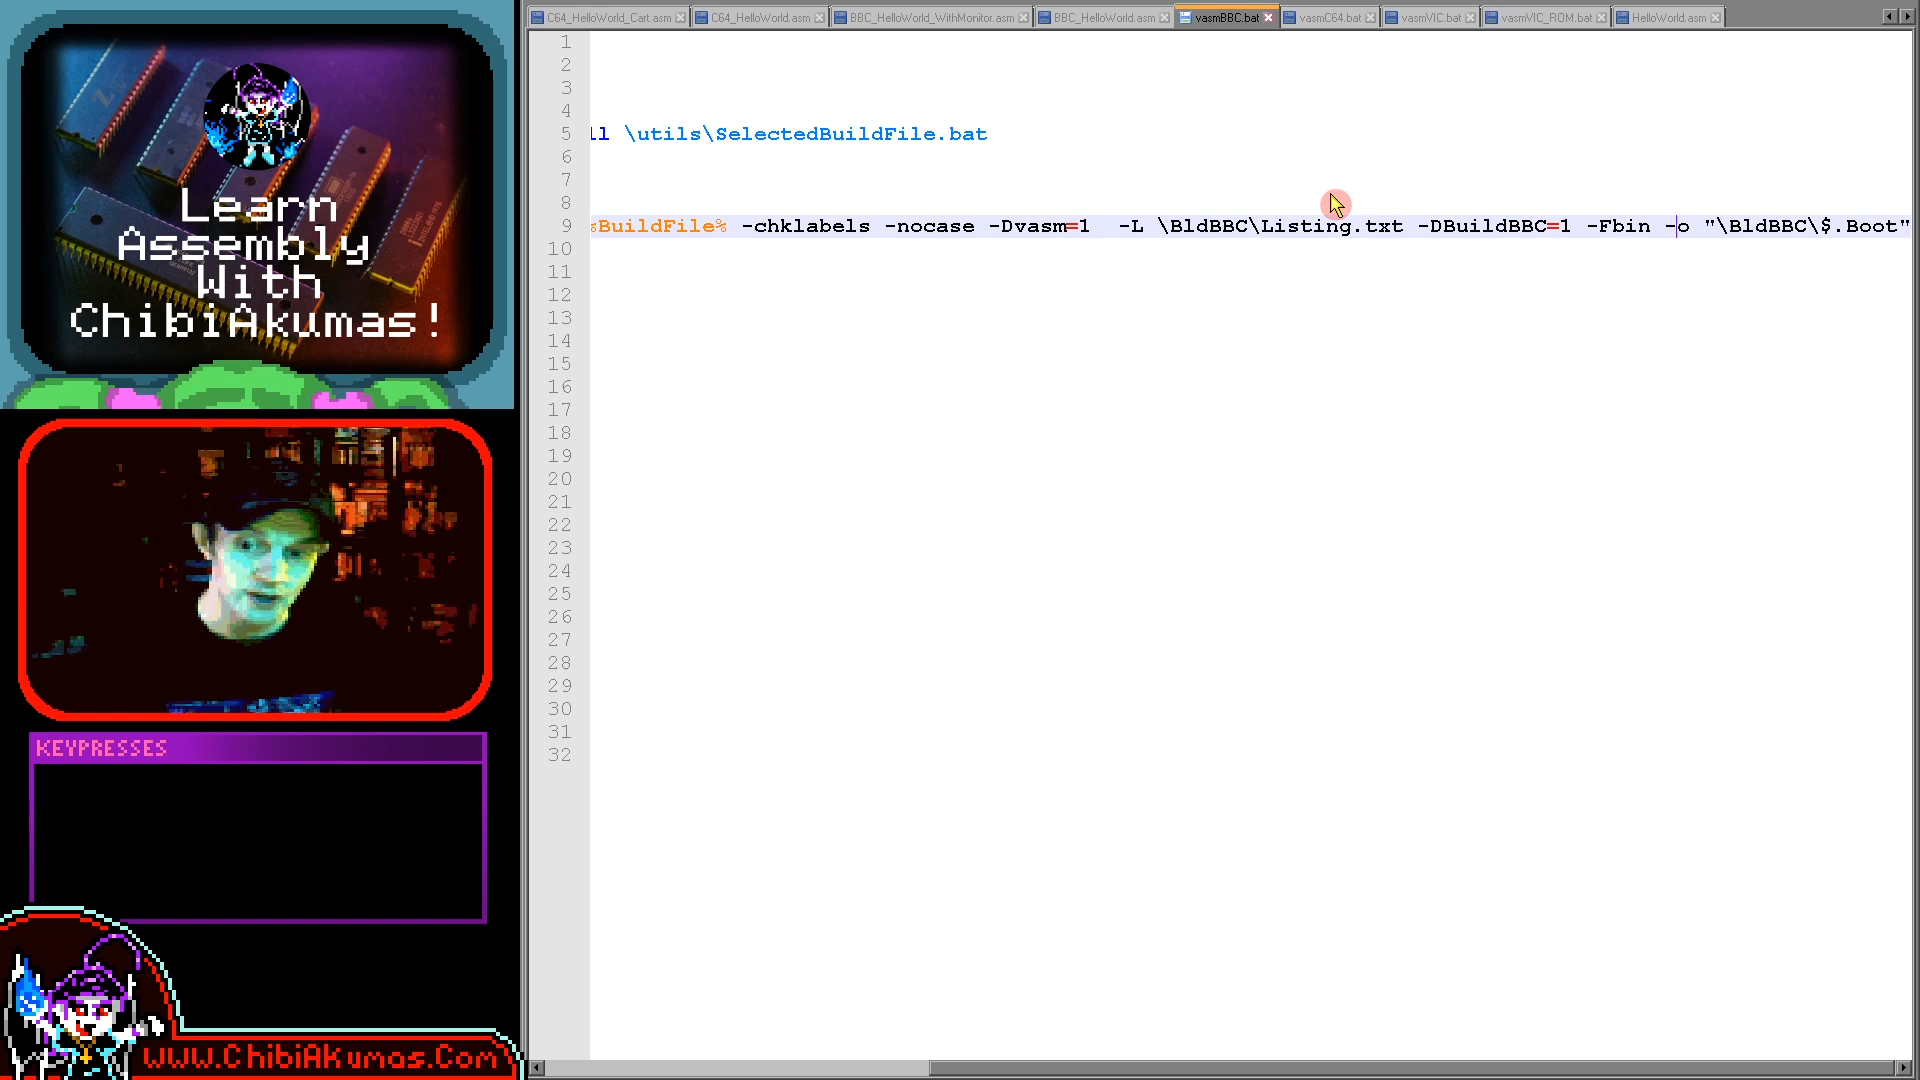 Learn
Assembly
With
ChibiAkumas!
KEYPRESSES
WWW.ChibiAkumas.Com
C64_HelloWorld_Cart.asm
C64_HelloWorld.asm
BBC_HelloWorld_WithMonitor.asm
BBC_HelloWorld.asm
vasmBBC.bat
vasmC64.bat
vasmVIC.bat
vasmVIC_ROM.bat
HelloWorld.asm
1
2
3
4
5 ll \utils\SelectedBuildFile.bat
6
7
8
9 %BuildFile% -chklabels -nocase -Dvasm=1  -L \BldBBC\Listing.txt -DBuildBBC=1 -Fbin -o "\BldBBC\$.Boot"
10
11
12
13
14
15
16
17
18
19
20
21
22
23
24
25
26
27
28
29
30
31
32